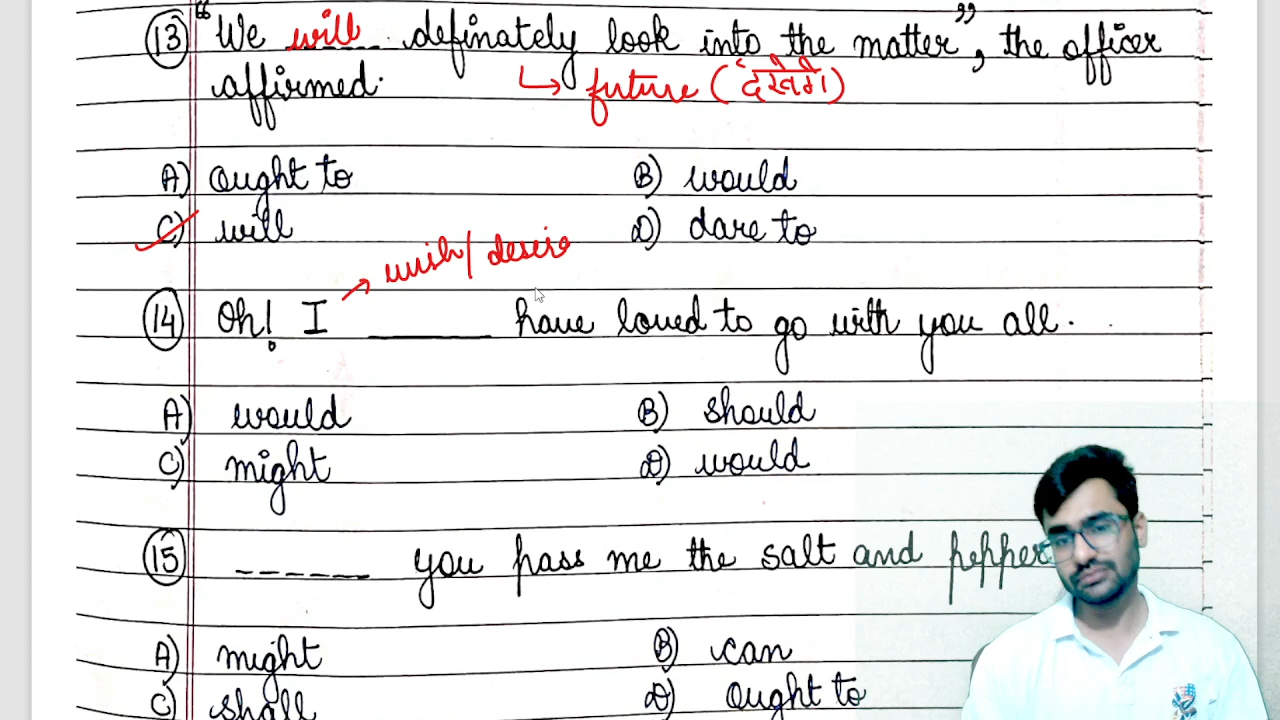 (13) "We will definately look into the matter", the officer
affirmed.
↳ future (देखेंगे)
A) Ought to B) would
C) will D) dare to
→ wish/desire
(14) Oh! I ______ have loved to go with you all.
A) would B) should
C) might D) would
(15) ______ you pass me the salt and pepper
A) might B) can
C) shall D) Ought to